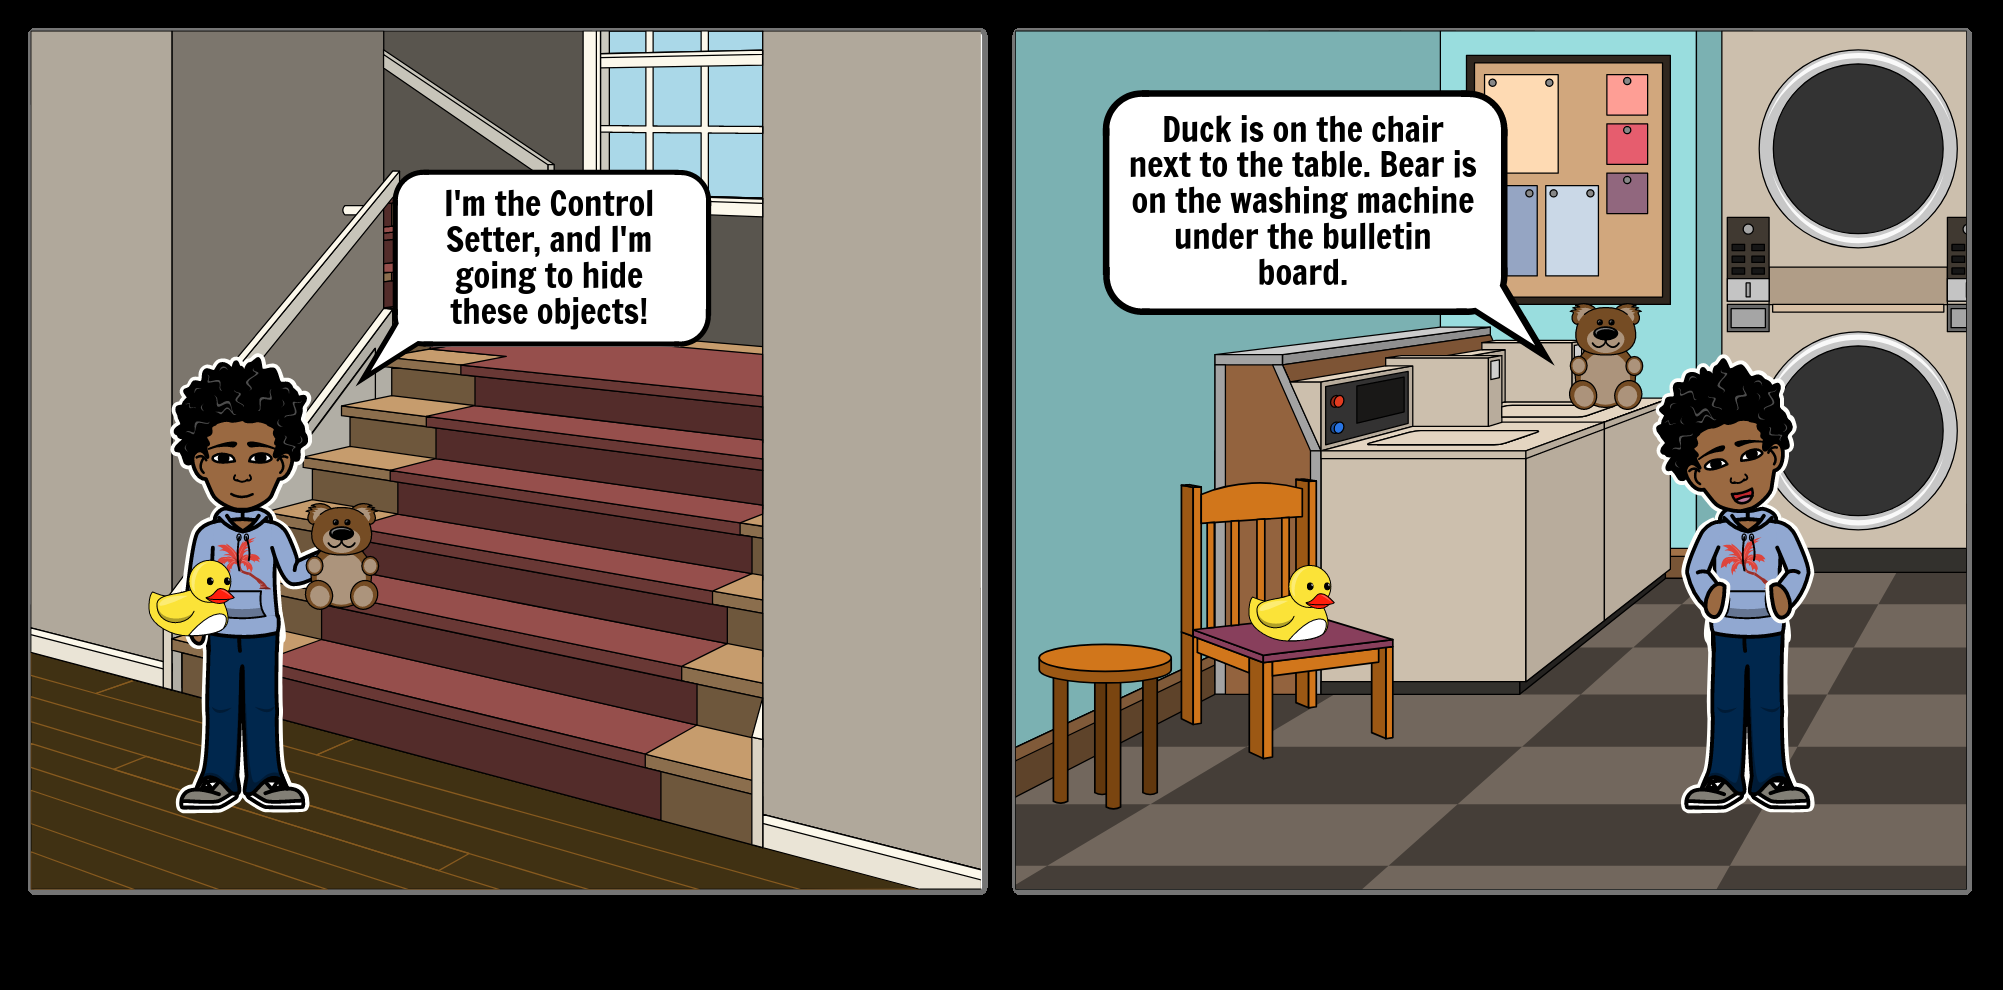 I'm the Control
Setter, and I'm
going to hide
these objects!
Duck is on the chair
next to the table. Bear is
on the washing machine
under the bulletin
board.